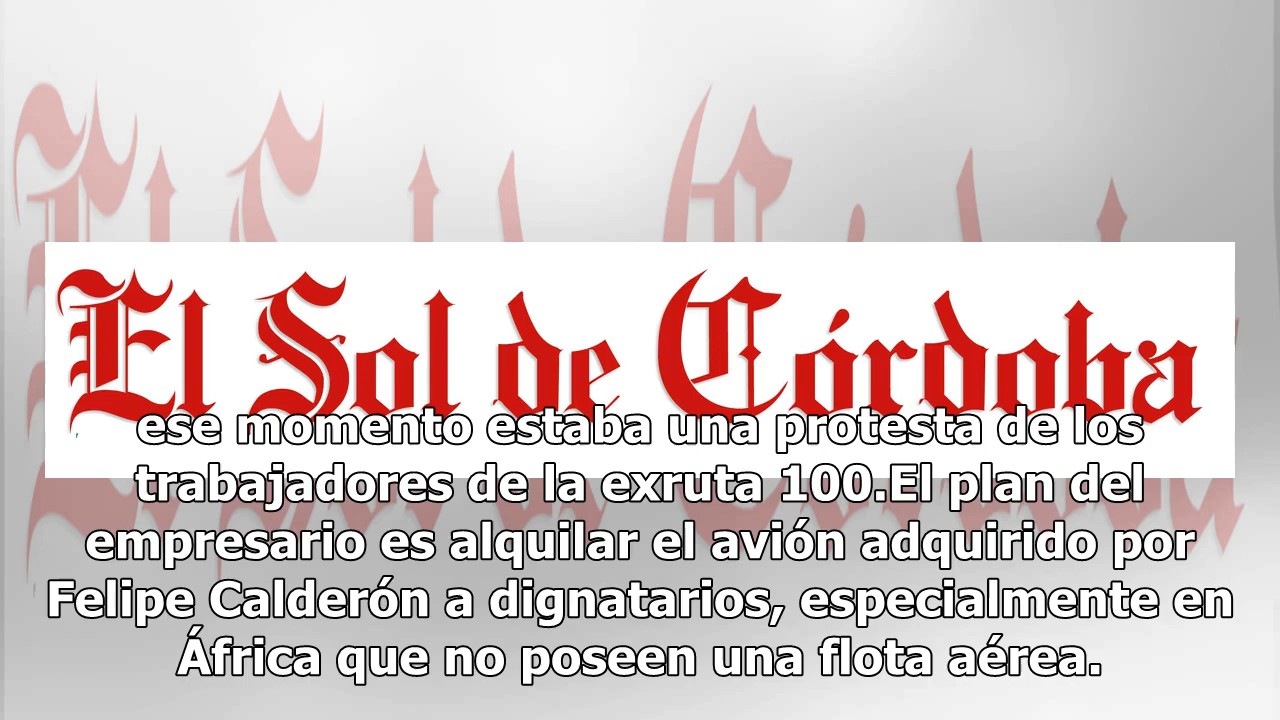 El Sol de Córdoba
ese momento estaba una protesta de los
trabajadores de la exruta 100.El plan del
empresario es alquilar el avión adquirido por
Felipe Calderón a dignatarios, especialmente en
África que no poseen una flota aérea.